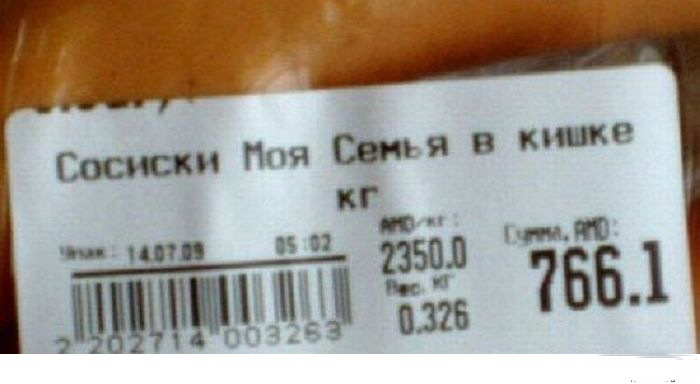 Сосиски Моя Семья в кишке
кг
Упак: 14.07.09 05:02
AMD/кг:
2350.0
Вес, кг
0.326
Сумма, AMD:
766.1
2 202714 003263